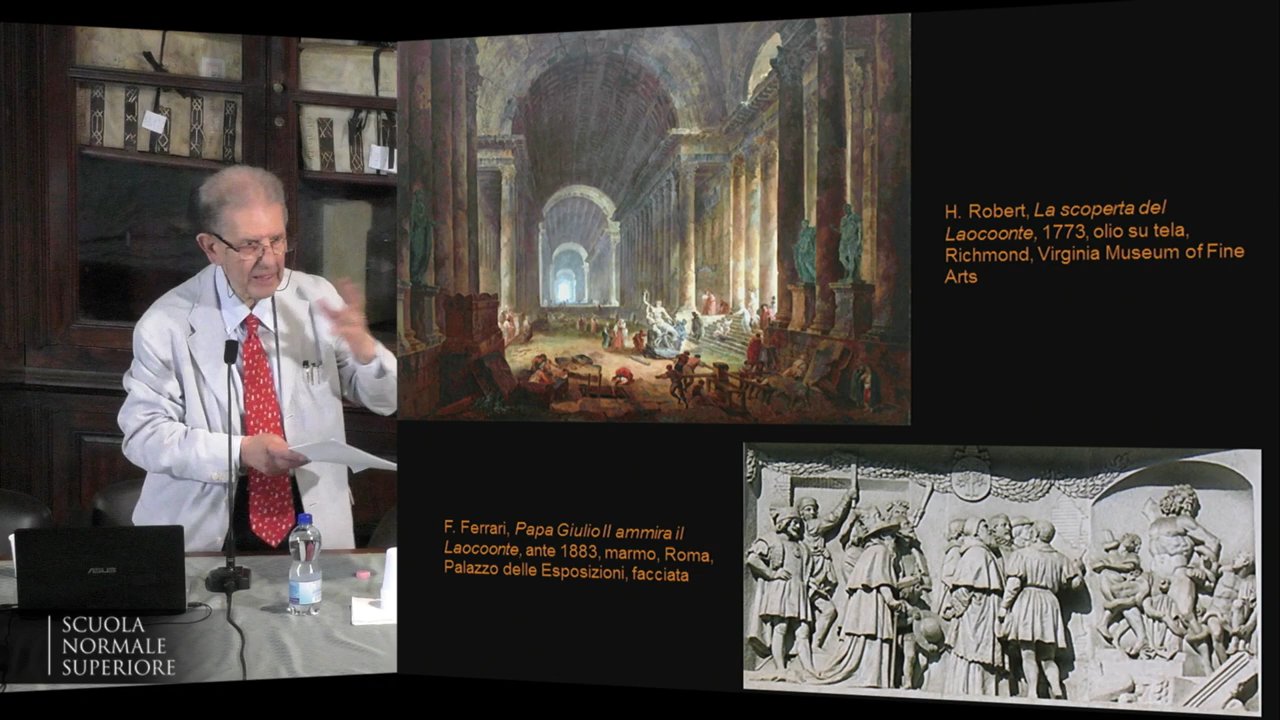 H. Robert, La scoperta del
Laocoonte, 1773, olio su tela,
Richmond, Virginia Museum of Fine
Arts
F. Ferrari, Papa Giulio II ammira il
Laocoonte, ante 1883, marmo, Roma,
Palazzo delle Esposizioni, facciata
ASUS
SCUOLA
NORMALE
SUPERIORE